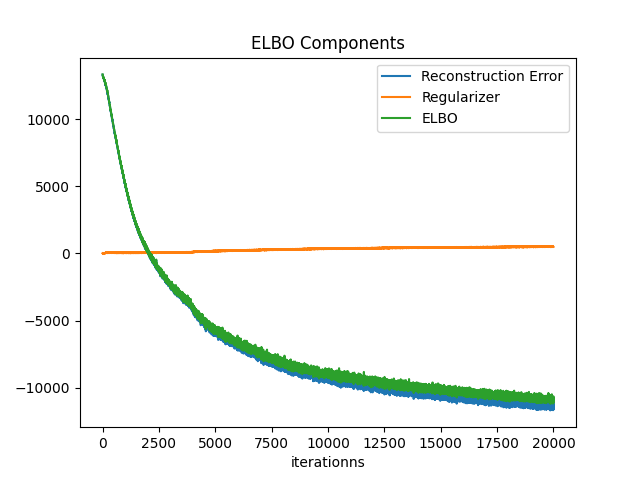 ELBO Components
Reconstruction Error
Regularizer
ELBO
10000
5000
0
−5000
−10000
0 2500 5000 7500 10000 12500 15000 17500 20000
iterationns